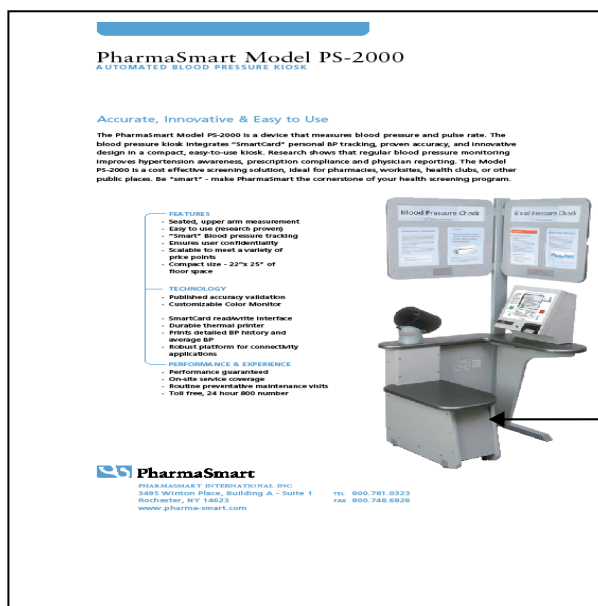 PharmaSmart Model PS-2000
AUTOMATED BLOOD PRESSURE KIOSK
Accurate, Innovative & Easy to Use
The PharmaSmart Model PS-2000 is a device that measures blood pressure and pulse rate. The
blood pressure kiosk integrates “SmartCard” personal BP tracking, proven accuracy, and innovative
design in a compact, easy-to-use kiosk. Research shows that regular blood pressure monitoring
improves hypertension awareness, prescription compliance and physician reporting. The Model
PS-2000 is a cost effective screening solution, ideal for pharmacies, worksites, health clubs, or other
public places. Be “smart” - make PharmaSmart the cornerstone of your health screening program.
FEATURES
- Seated, upper arm measurement
- Easy to use (research proven)
- “Smart” Blood pressure tracking
- Ensures user confidentiality
- Scalable to meet a variety of
price points
- Compact size - 22”x 25” of
floor space
TECHNOLOGY
- Published accuracy validation
- Customizable Color Monitor
- SmartCard read/write interface
- Durable thermal printer
- Prints detailed BP history and
average BP
- Robust platform for connectivity
applications
PERFORMANCE & EXPERIENCE
- Performance guaranteed
- On-site service coverage
- Routine preventative maintenance visits
- Toll free, 24 hour 800 number
Blood Pressure Check
Blood Pressure Check
PharmaSmart
PHARMASMART INTERNATIONAL INC
3495 Winton Place, Building A - Suite 1 TEL 800.781.0323
Rochester, NY 14623 FAX 800.748.6828
www.pharma-smart.com